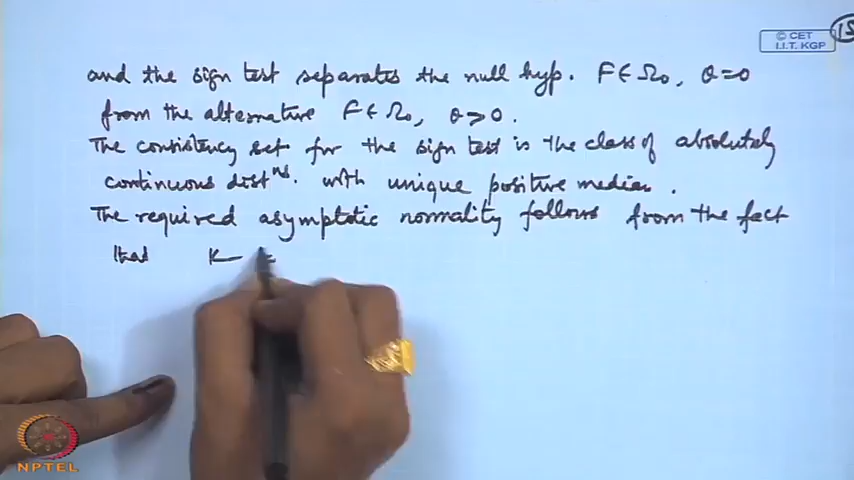 © CET
I.I.T. KGP
15
and the sign test separates the null hyp. F ∈ Ω₀, θ=0
from the alternative F ∈ Ω₀, θ>0.
The consistency set for the sign test is the class of absolutely
continuous distⁿˢ. with unique positive median.
The required asymptotic normality follows from the fact
that K –
NPTEL